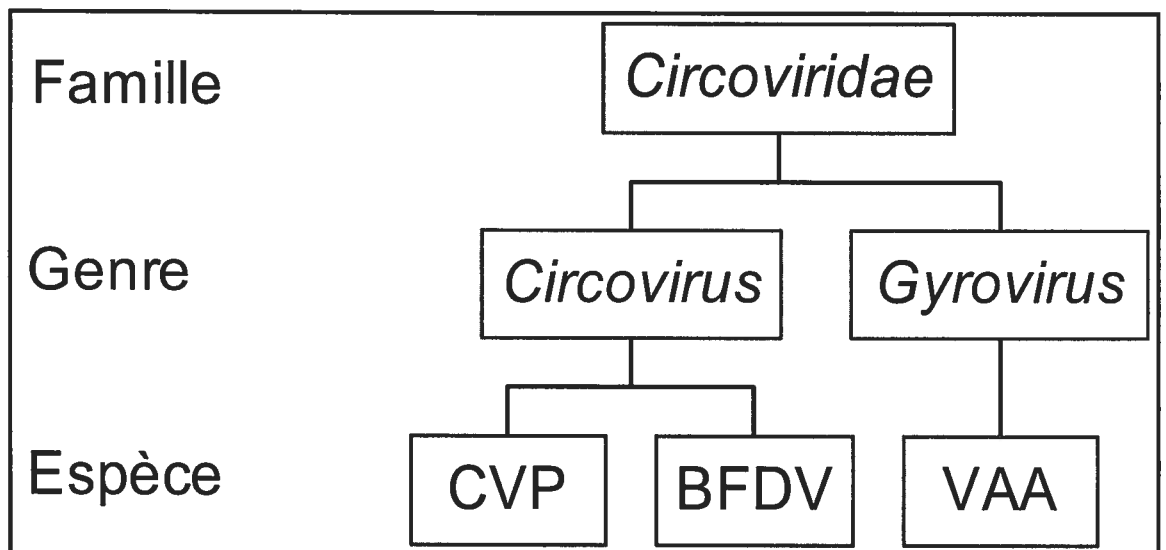 Famille
Circoviridae
Genre
Circovirus
Gyrovirus
Espèce
CVP
BFDV
VAA